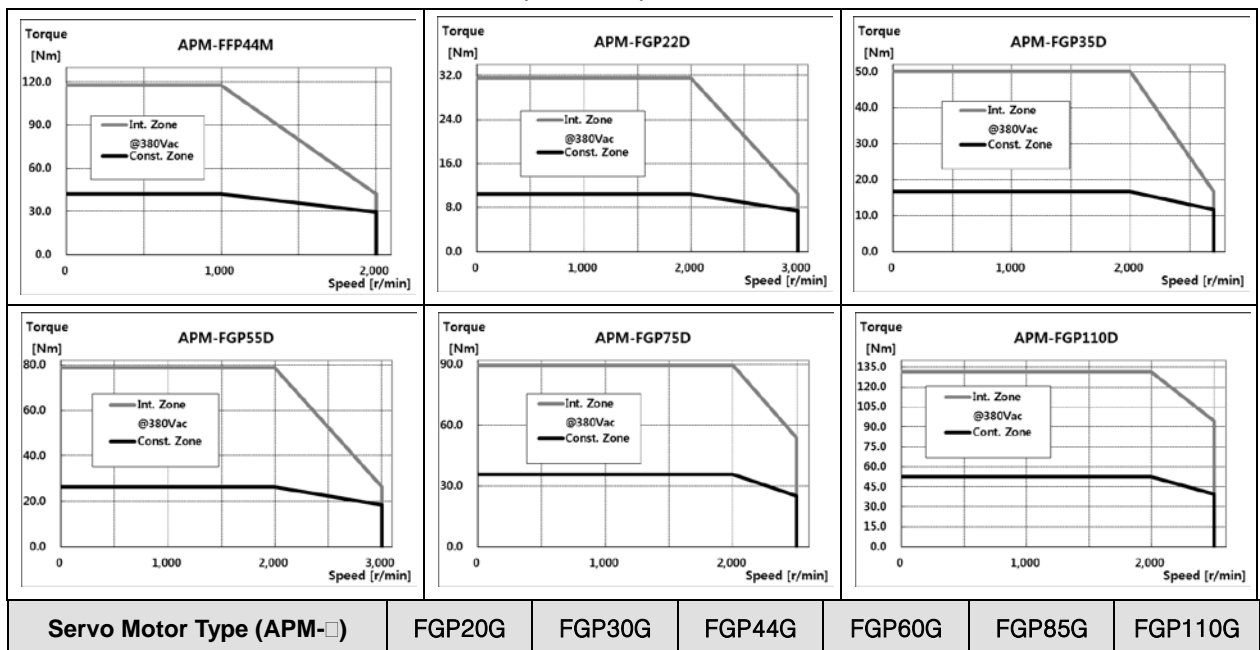 Torque
[Nm]
APM-FFP44M
120.0
90.0
60.0
30.0
0.0
Int. Zone
@380Vac
Const. Zone
0
1,000
2,000
Speed [r/min]
Torque
[Nm]
APM-FGP22D
32.0
24.0
16.0
8.0
0.0
Int. Zone
@380Vac
Const. Zone
0
1,000
2,000
3,000
Speed [r/min]
Torque
[Nm]
APM-FGP35D
50.0
40.0
30.0
20.0
10.0
0.0
Int. Zone
@380Vac
Const. Zone
0
1,000
2,000
Speed [r/min]
Torque
[Nm]
APM-FGP55D
80.0
60.0
40.0
20.0
0.0
Int. Zone
@380Vac
Const. Zone
0
1,000
2,000
3,000
Speed [r/min]
Torque
[Nm]
APM-FGP75D
90.0
60.0
30.0
0.0
Int. Zone
@380Vac
Const. Zone
0
1,000
2,000
Speed [r/min]
Torque
[Nm]
APM-FGP110D
135.0
120.0
105.0
90.0
75.0
60.0
45.0
30.0
15.0
0.0
Int. Zone
@380Vac
Cont. Zone
0
1,000
2,000
Speed [r/min]
Servo Motor Type (APM-□) FGP20G FGP30G FGP44G FGP60G FGP85G FGP110G